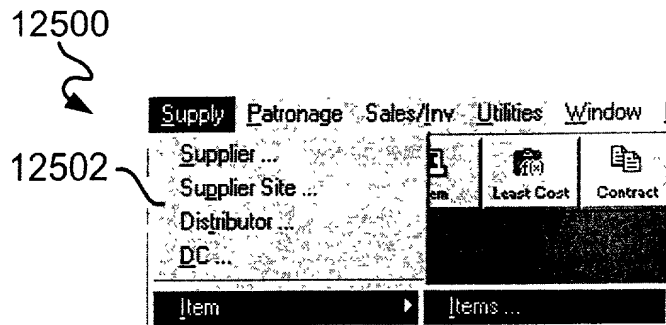 12500
Supply Patronage Sales/Inv Utilities Window
12502
Supplier ...
Supplier Site ...
Distributor ...
DC ...
Least Cost Contract
Item Items ...